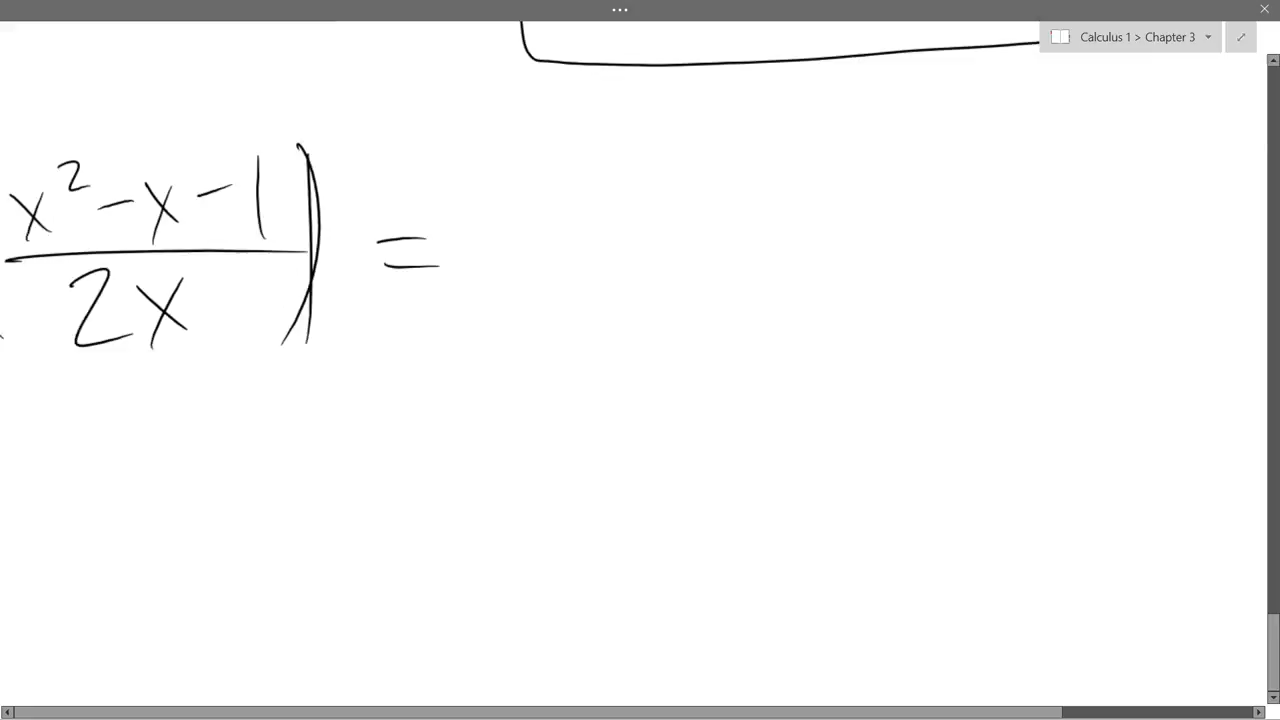 Calculus 1 > Chapter 3
x² - x - 1
) =
2x